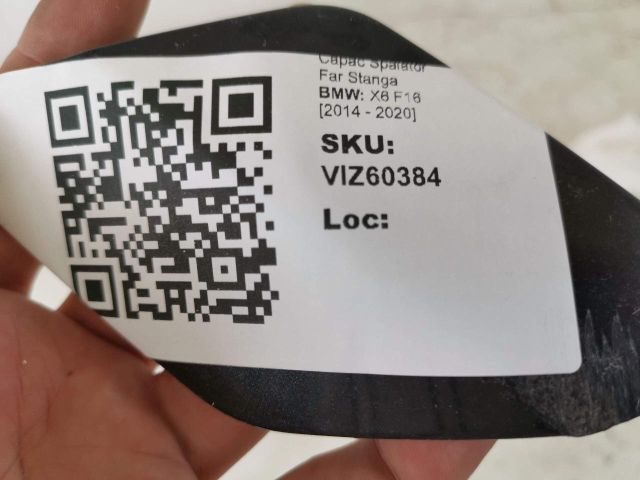 Capac Spalator
Far Stanga
BMW: X6 F16
[2014 - 2020]
SKU:
VIZ60384
Loc: